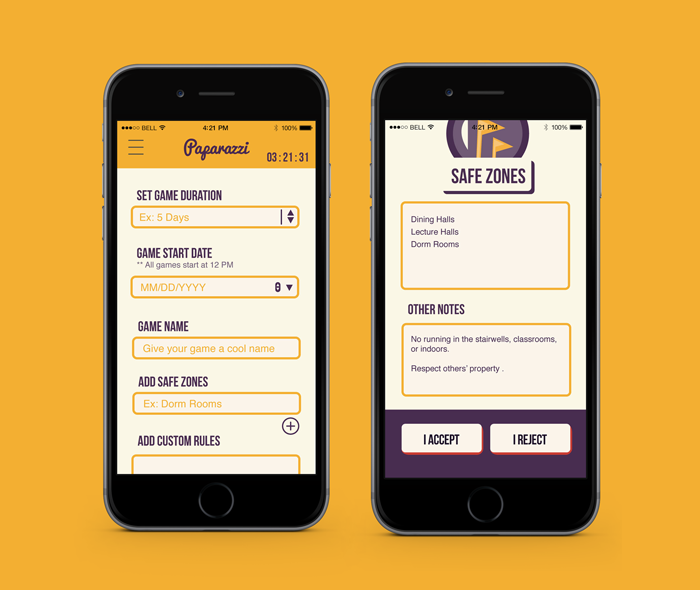 BELL 4:21 PM 100%
Paparazzi
03:21:31
SET GAME DURATION
Ex: 5 Days
GAME START DATE
** All games start at 12 PM
MM/DD/YYYY
GAME NAME
Give your game a cool name
ADD SAFE ZONES
Ex: Dorm Rooms
ADD CUSTOM RULES
BELL 4:21 PM 100%
SAFE ZONES
Dining Halls
Lecture Halls
Dorm Rooms
OTHER NOTES
No running in the stairwells, classrooms,
or indoors.
Respect others' property .
I ACCEPT I REJECT